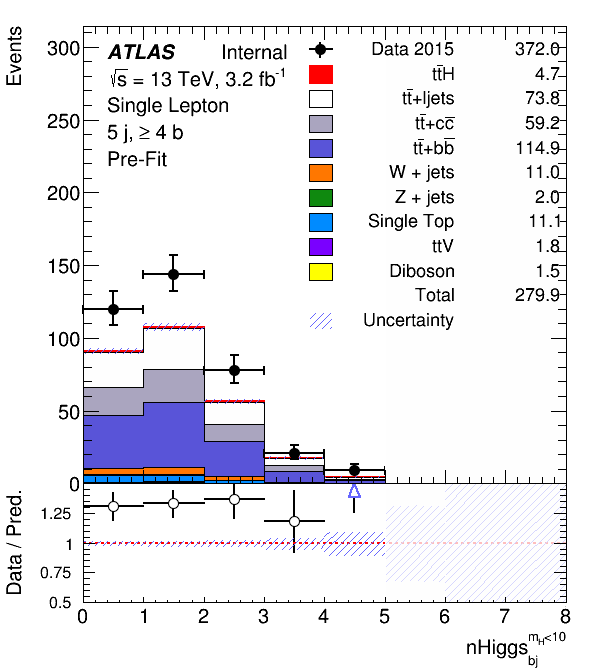 Events
300
250
200
150
100
50
0
ATLAS Internal
√s = 13 TeV, 3.2 fb⁻¹
Single Lepton
5 j, ≥ 4 b
Pre-Fit
Data 2015 372.0
tt̄H 4.7
tt̄+ljets 73.8
tt̄+cc̄ 59.2
tt̄+bb̄ 114.9
W + jets 11.0
Z + jets 2.0
Single Top 11.1
ttV 1.8
Diboson 1.5
Total 279.9
Uncertainty
Data / Pred.
1.25
1
0.75
0.5
0 1 2 3 4 5 6 7 8
nHiggs_bj^m_H<10